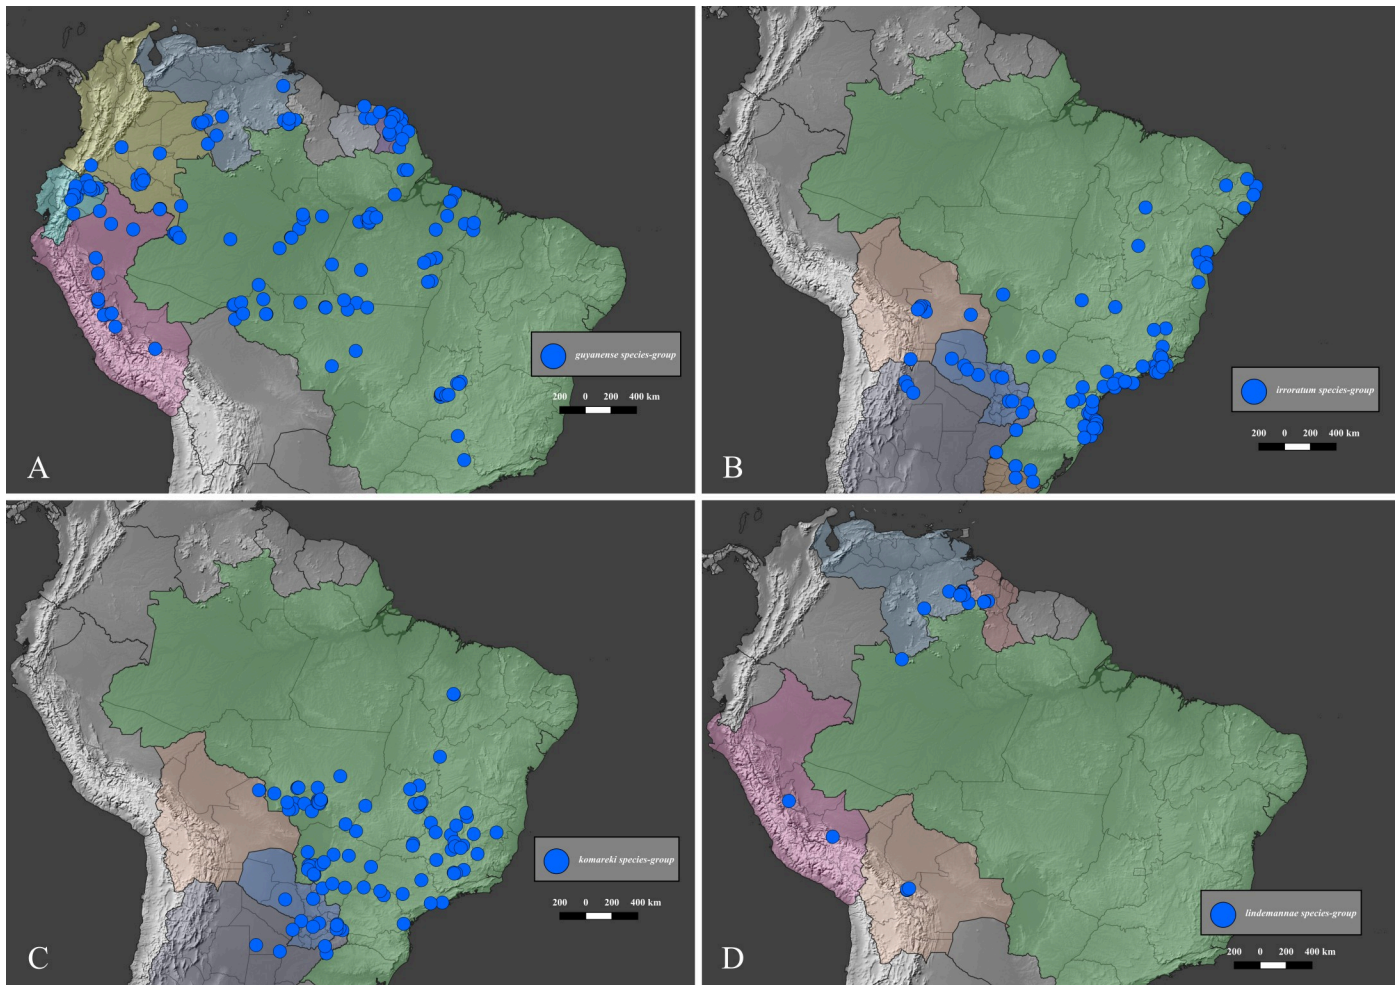 guyanense species-group
200 0 200 400 km
A
irroratum species-group
200 0 200 400 km
B
komareki species-group
200 0 200 400 km
C
lindemannae species-group
200 0 200 400 km
D